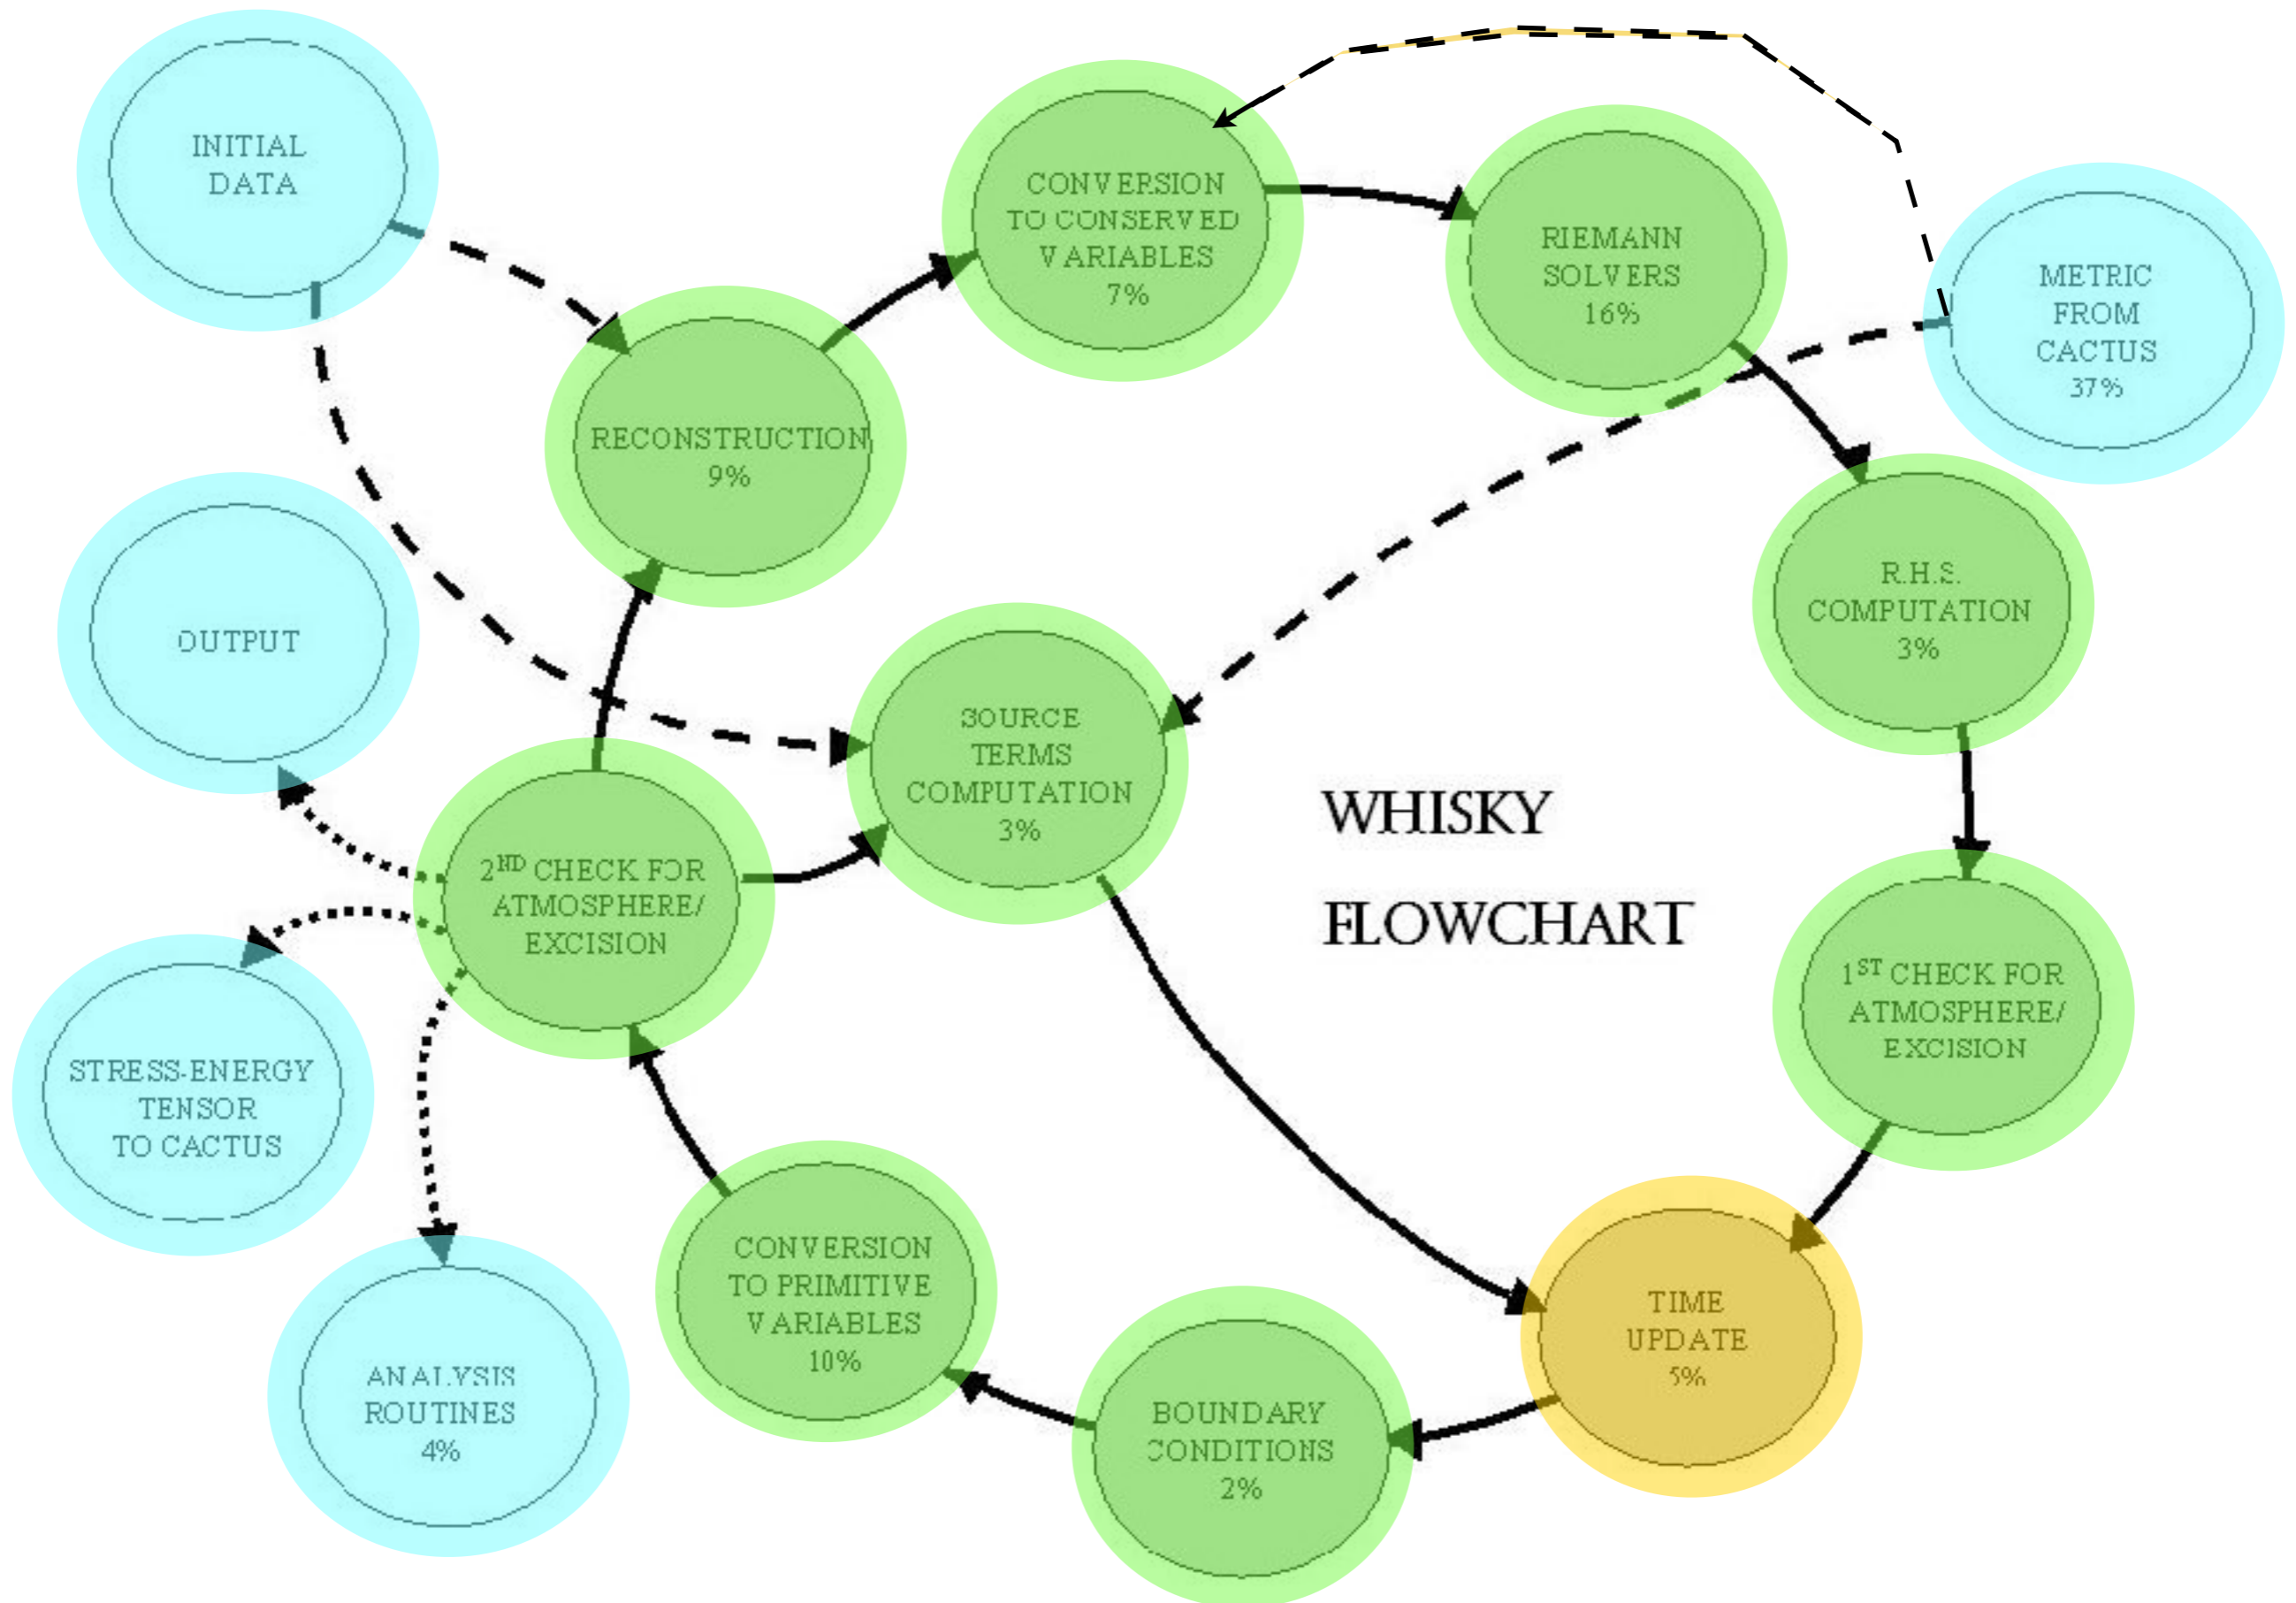 INITIAL
DATA
CONVERSION
TO CONSERVED
VARIABLES
7%
RIEMANN
SOLVERS
16%
METRIC
FROM
CACTUS
37%
RECONSTRUCTION
9%
R.H.S.
COMPUTATION
3%
OUTPUT
SOURCE
TERMS
COMPUTATION
3%
WHISKY
FLOWCHART
2ND CHECK FOR
ATMOSPHERE/
EXCISION
1ST CHECK FOR
ATMOSPHERE/
EXCISION
STRESS-ENERGY
TENSOR
TO CACTUS
CONVERSION
TO PRIMITIVE
VARIABLES
10%
TIME
UPDATE
5%
ANALYSIS
ROUTINES
4%
BOUNDARY
CONDITIONS
2%